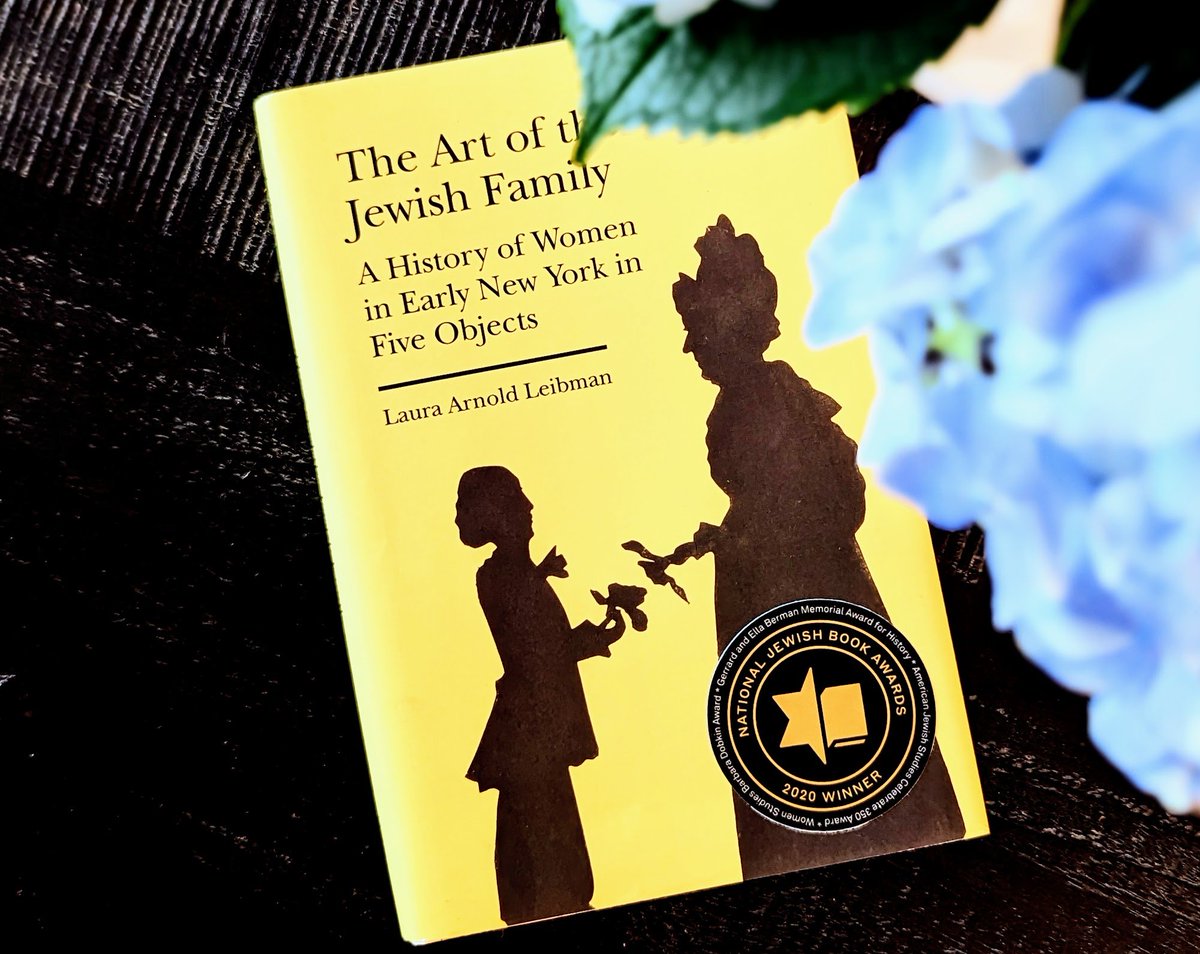 The Art of th
Jewish Family
A History of Women
in Early New York in
Five Objects
Laura Arnold Leibman
NATIONAL JEWISH BOOK AWARDS
2020 WINNER
Gerrard and Ella Berman Memorial Award for History * American Jewish Studies Celebrate 350 Award * Women Studies Barbara Dobkin Award *